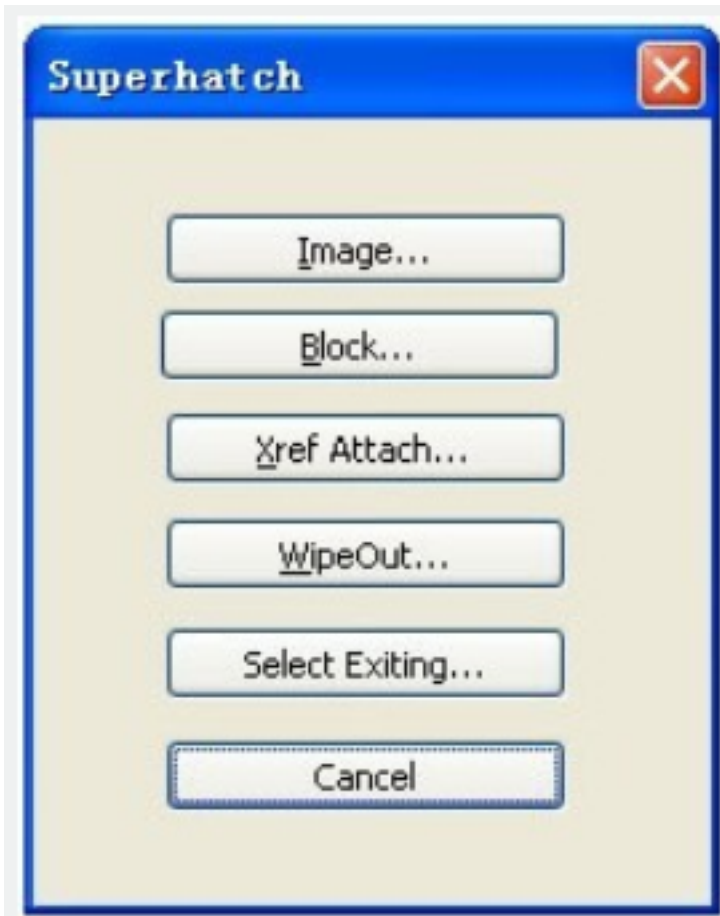 Superhatch
Image...
Block...
Xref Attach...
WipeOut...
Select Exiting...
Cancel